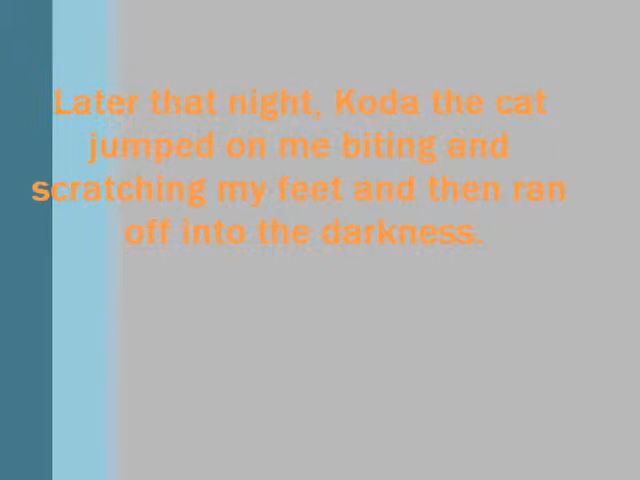 Later that night, Koda the cat
jumped on me biting and
scratching my feet and then ran
off into the darkness.